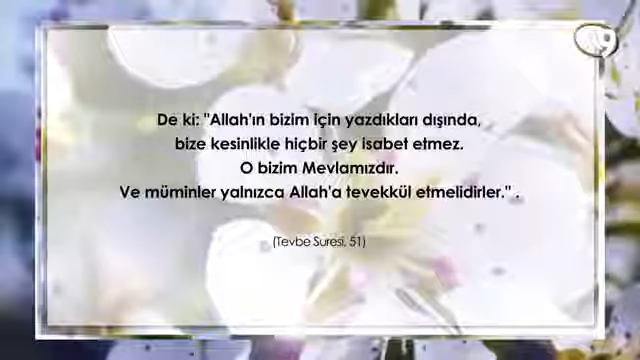 De ki: "Allah'ın bizim için yazdıkları dışında,
bize kesinlikle hiçbir şey isabet etmez.
O bizim Mevlamızdır.
Ve müminler yalnızca Allah'a tevekkül etmelidirler." .
(Tevbe Suresi, 51)